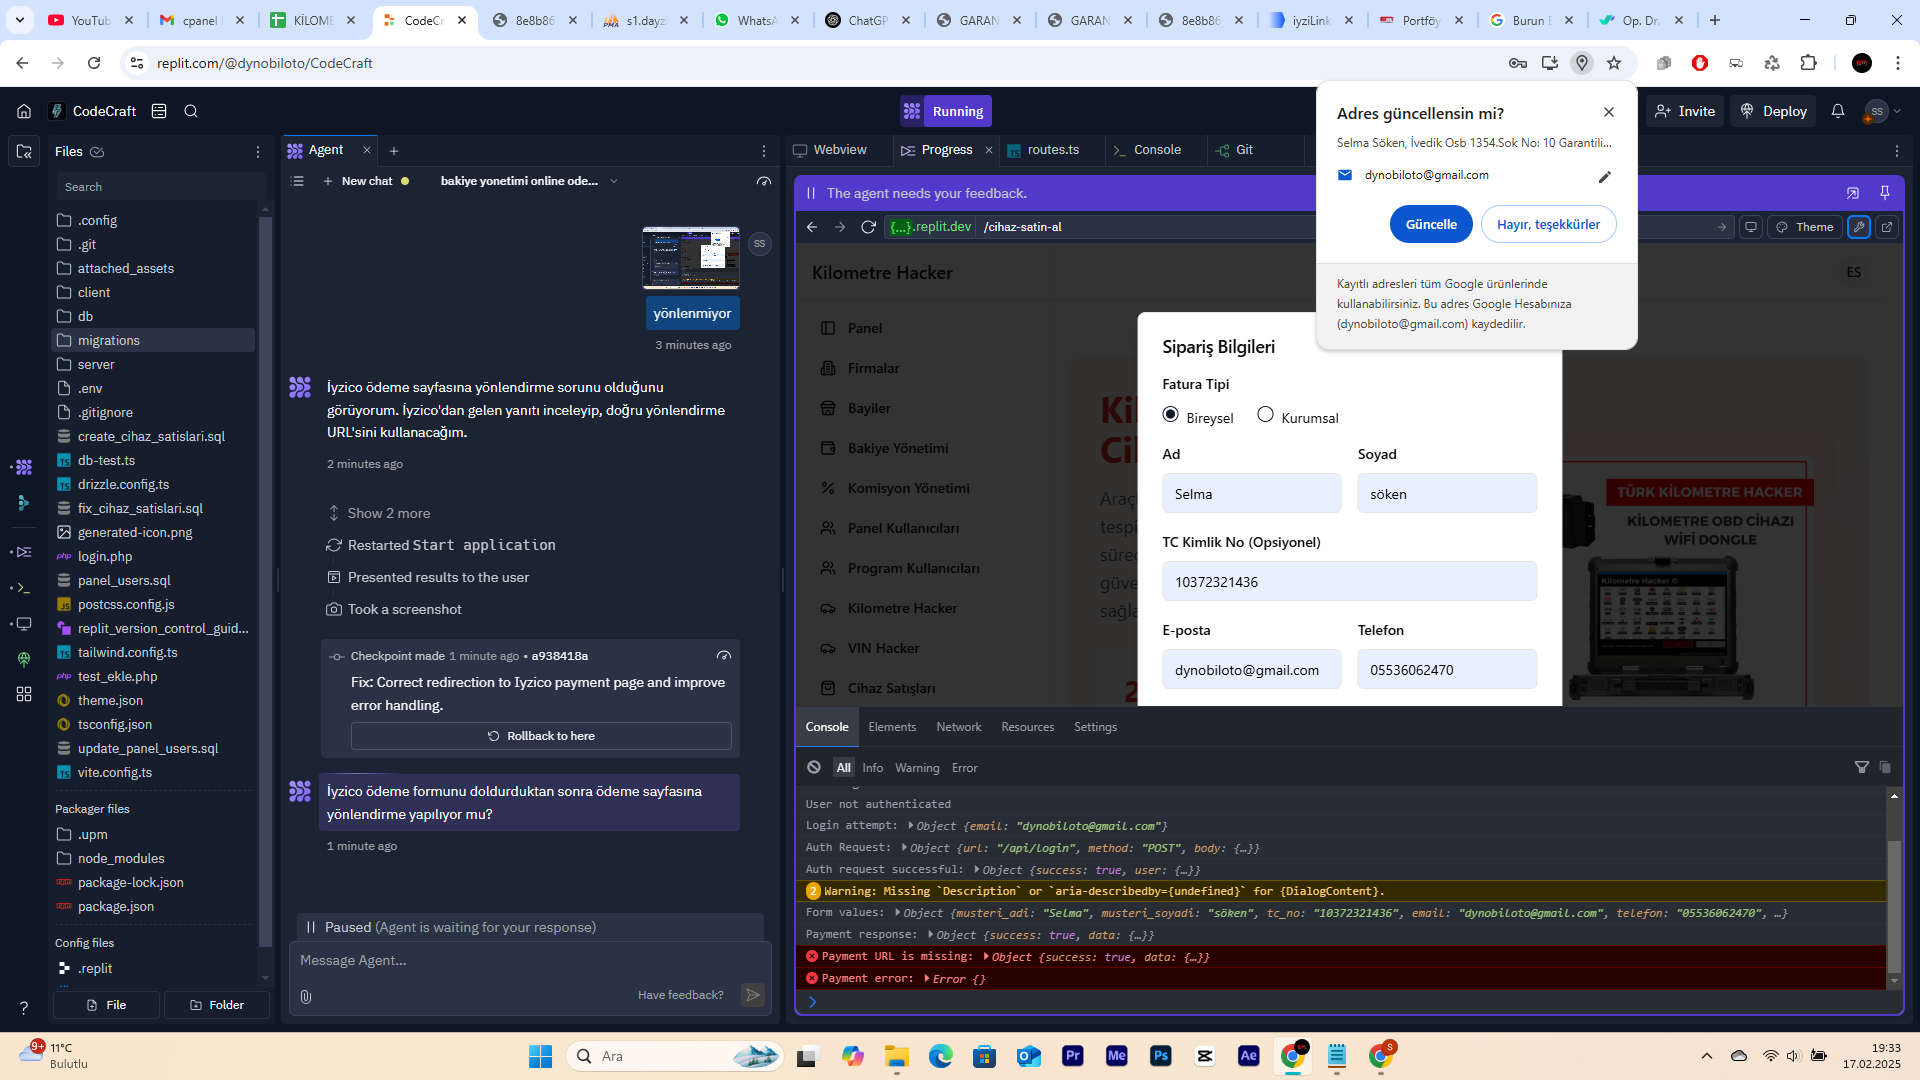 YouTub
cpanel
KİLOME
CodeCr
8e8b86
s1.dayz
WhatsA
ChatGP
GARAN
GARAN
8e8b86
iyziLink
Portföy
Burun E
Op. Dr.
replit.com/@dynobiloto/CodeCraft
CodeCraft
Running
Invite
Deploy
SS
Adres güncellensin mi?
Selma Söken, İvedik Osb 1354.Sok No: 10 Garantili...
dynobiloto@gmail.com
Güncelle
Hayır, teşekkürler
Kayıtlı adresleri tüm Google ürünlerinde
kullanabilirsiniz. Bu adres Google Hesabınıza
(dynobiloto@gmail.com) kaydedilir.
Files
Search
.config
.git
attached_assets
client
db
migrations
server
.env
.gitignore
create_cihaz_satislari.sql
db-test.ts
drizzle.config.ts
fix_cihaz_satislari.sql
generated-icon.png
login.php
panel_users.sql
postcss.config.js
replit_version_control_guid...
tailwind.config.ts
test_ekle.php
theme.json
tsconfig.json
update_panel_users.sql
vite.config.ts
Packager files
.upm
node_modules
package-lock.json
package.json
Config files
.replit
File
Folder
Agent
New chat
bakiye yonetimi online ode...
SS
yönlenmiyor
3 minutes ago
İyzico ödeme sayfasına yönlendirme sorunu olduğunu
görüyorum. İyzico'dan gelen yanıtı inceleyip, doğru yönlendirme
URL'sini kullanacağım.
2 minutes ago
Show 2 more
Restarted Start application
Presented results to the user
Took a screenshot
Checkpoint made 1 minute ago • a938418a
Fix: Correct redirection to Iyzico payment page and improve
error handling.
Rollback to here
İyzico ödeme formunu doldurduktan sonra ödeme sayfasına
yönlendirme yapılıyor mu?
1 minute ago
Paused (Agent is waiting for your response)
Message Agent...
Have feedback?
Webview
Progress
routes.ts
Console
Git
The agent needs your feedback.
{...}.replit.dev
/cihaz-satin-al
Theme
Kilometre Hacker
ES
Panel
Firmalar
Bayiler
Bakiye Yönetimi
Komisyon Yönetimi
Panel Kullanıcıları
Program Kullanıcıları
Kilometre Hacker
VIN Hacker
Cihaz Satışları
Sipariş Bilgileri
Fatura Tipi
Bireysel
Kurumsal
Ad
Soyad
Selma
söken
TC Kimlik No (Opsiyonel)
10372321436
E-posta
Telefon
dynobiloto@gmail.com
05536062470
TÜRK KİLOMETRE HACKER
KİLOMETRE OBD CİHAZI
WİFİ DONGLE
Kilometre Hacker ®
Console
Elements
Network
Resources
Settings
All
Info
Warning
Error
User not authenticated
Login attempt: Object {email: "dynobiloto@gmail.com"}
Auth Request: Object {url: "/api/login", method: "POST", body: {…}}
Auth request successful: Object {success: true, user: {…}}
2 Warning: Missing `Description` or `aria-describedby={undefined}` for {DialogContent}.
Form values: Object {musteri_adi: "Selma", musteri_soyadi: "söken", tc_no: "10372321436", email: "dynobiloto@gmail.com", telefon: "05536062470", …}
Payment response: Object {success: true, data: {…}}
Payment URL is missing: Object {success: true, data: {…}}
Payment error: Error {}
9+
11°C
Bulutlu
Ara
Pr
Me
Ps
Ae
S
19:33
17.02.2025